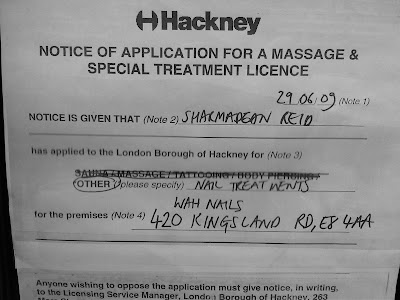 Hackney
NOTICE OF APPLICATION FOR A MASSAGE &
SPECIAL TREATMENT LICENCE
29.06/09 (Note 1)
NOTICE IS GIVEN THAT (Note 2) SHARMADEAN REID
has applied to the London Borough of Hackney for (Note 3)
SAUNA / MASSAGE / TATTOOING / BODY PIERCING /
OTHER (please specify) NAIL TREATMENTS
WAH NAILS
for the premises (Note 4) 420 KINGSLAND RD, E8 4AA
Anyone wishing to oppose the application must give notice, in writing,
to the Licensing Service Manager, London Borough of Hackney, 263